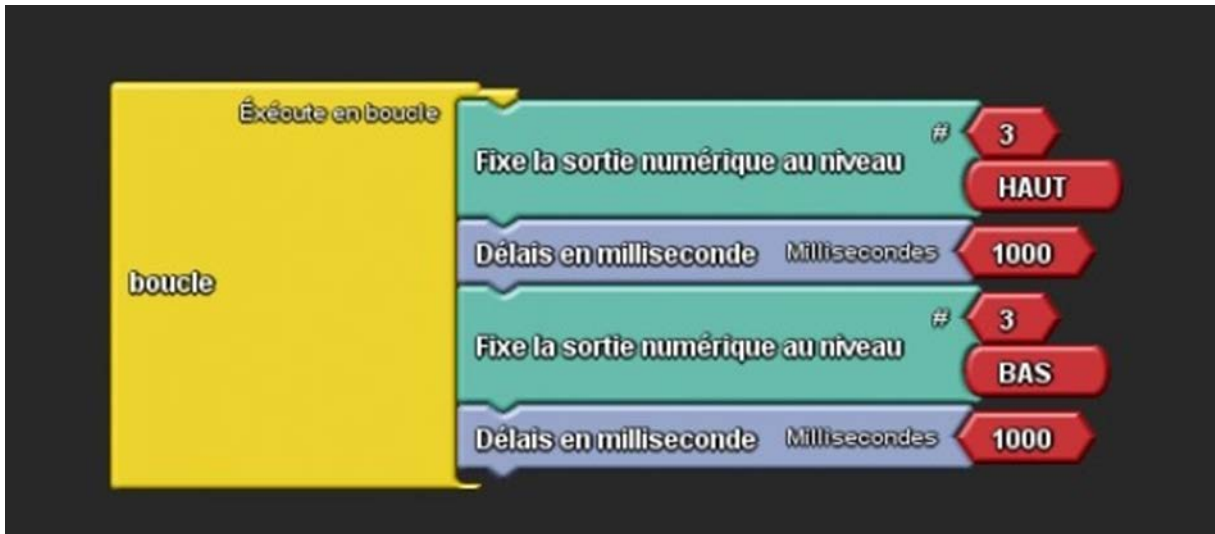 Éxécute en boucle
boucle
Fixe la sortie numérique au niveau # 3
HAUT
Délais en milliseconde Millisecondes 1000
Fixe la sortie numérique au niveau # 3
BAS
Délais en milliseconde Millisecondes 1000